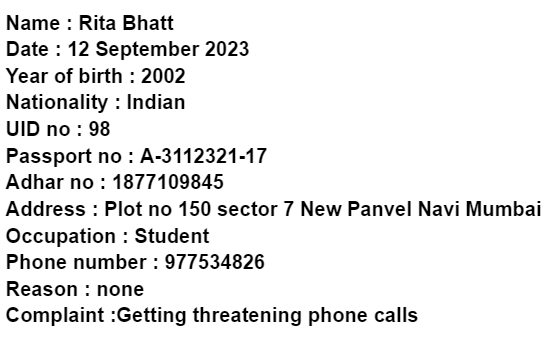 Name : Rita Bhatt
Date : 12 September 2023
Year of birth : 2002
Nationality : Indian
UID no : 98
Passport no : A-3112321-17
Adhar no : 1877109845
Address : Plot no 150 sector 7 New Panvel Navi Mumbai
Occupation : Student
Phone number : 977534826
Reason : none
Complaint :Getting threatening phone calls